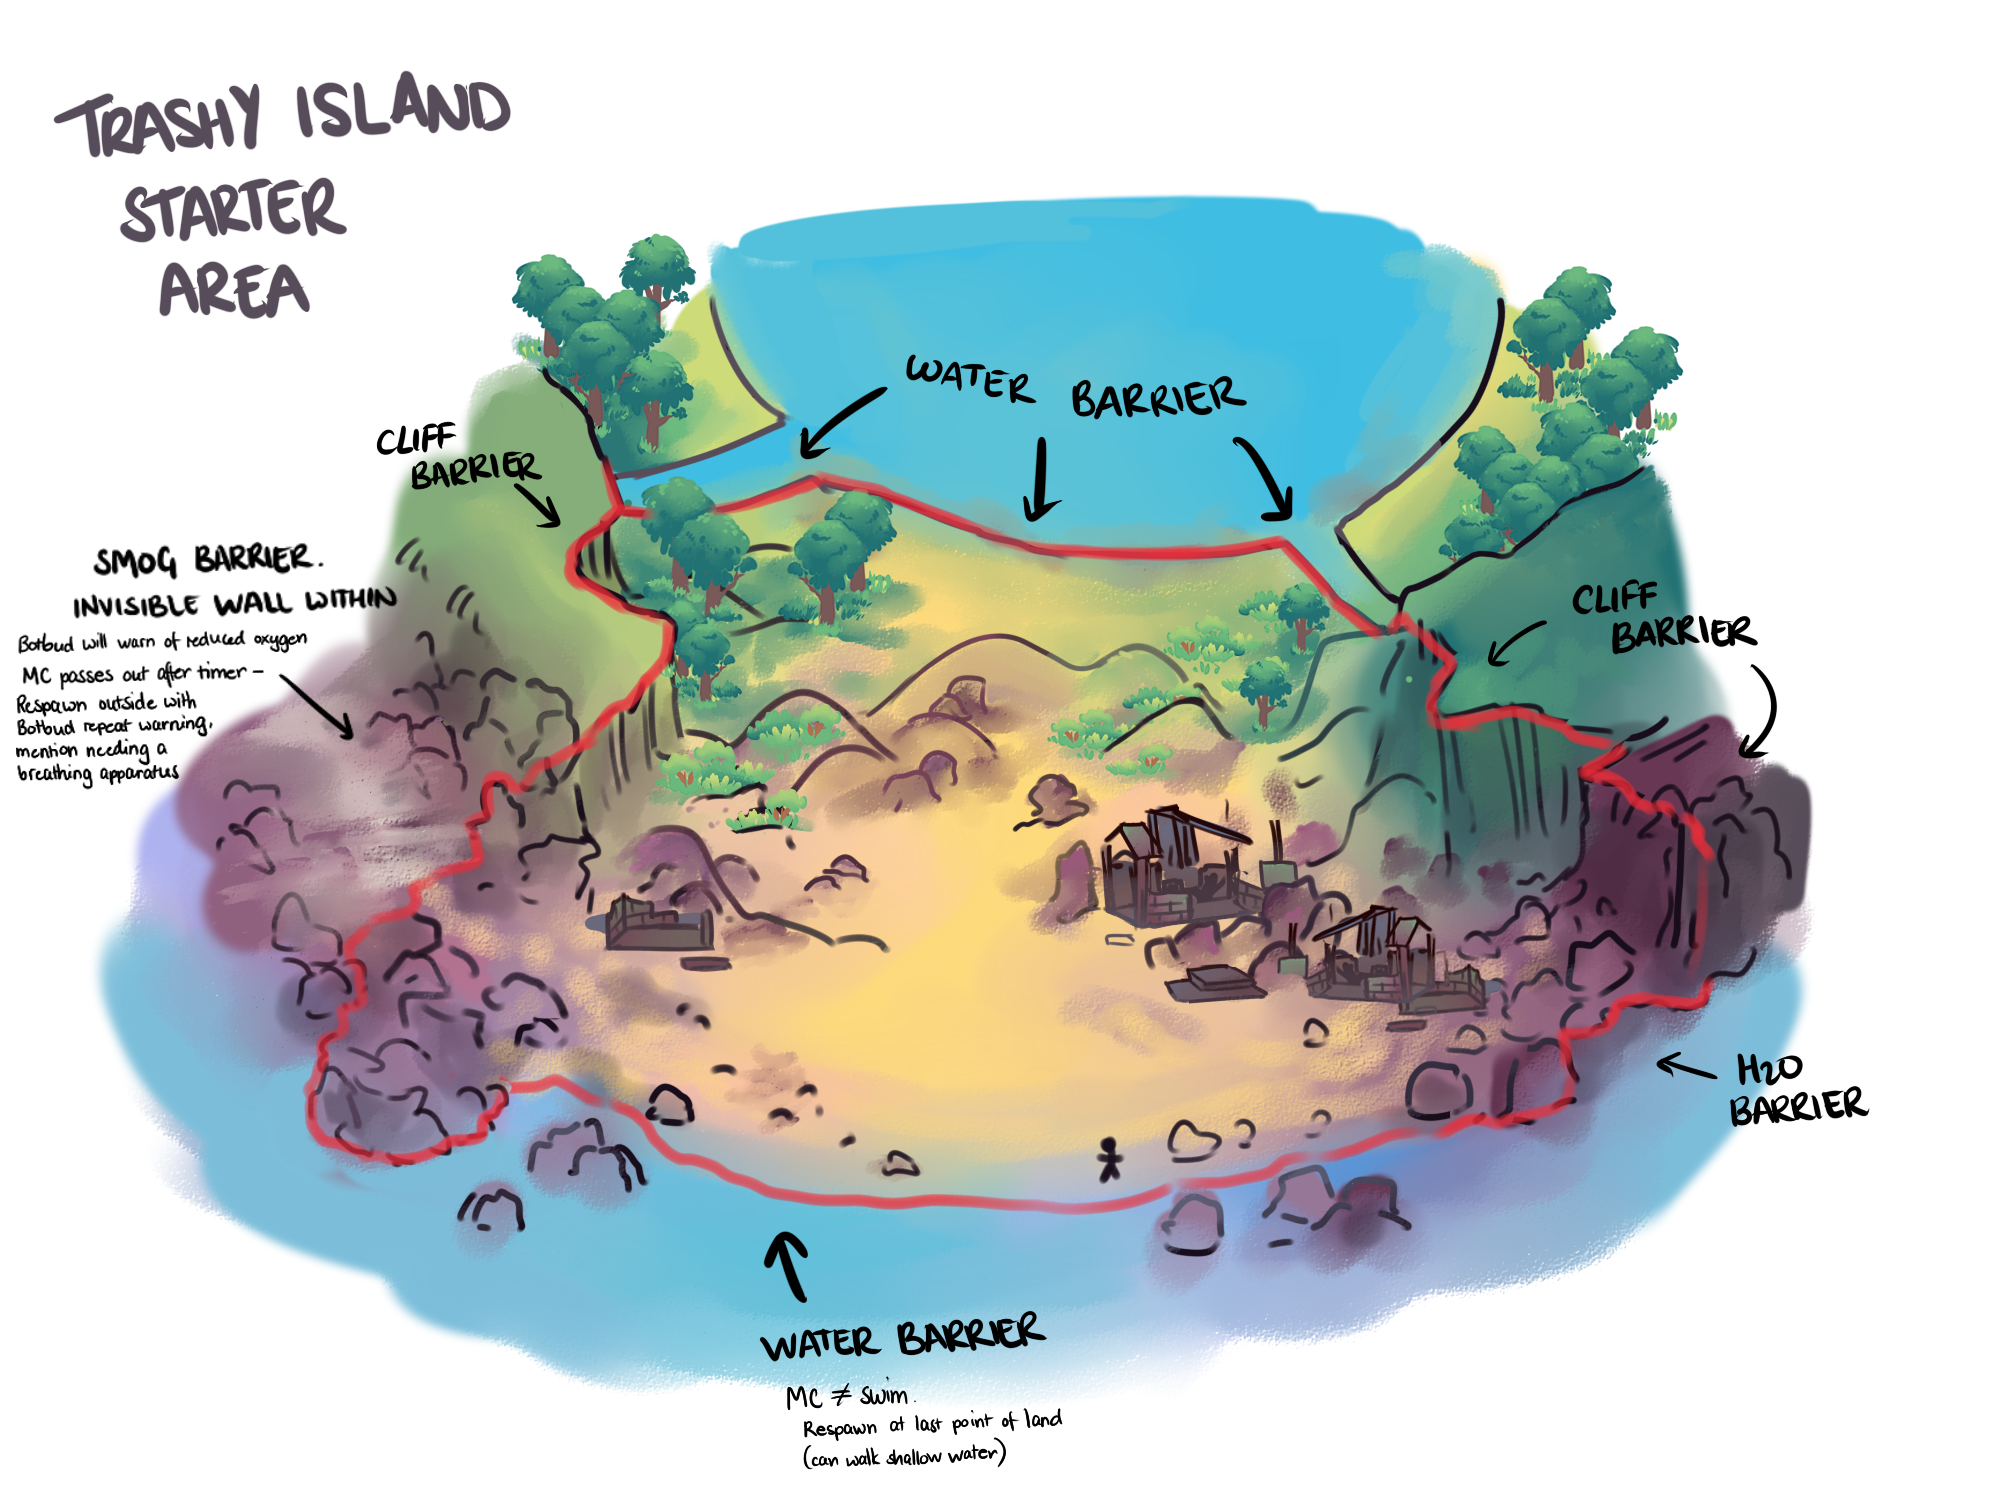 TRASHY ISLAND
STARTER
AREA
WATER BARRIER
CLIFF
BARRIER
SMOG BARRIER.
INVISIBLE WALL WITHIN
Botbud will warn of reduced oxygen
MC passes out after timer –
Respawn outside with
Botbud repeat warning,
mention needing a
breathing apparatus
CLIFF
BARRIER
H2O
BARRIER
WATER BARRIER
MC ≠ swim.
Respawn at last point of land
(can walk shallow water)